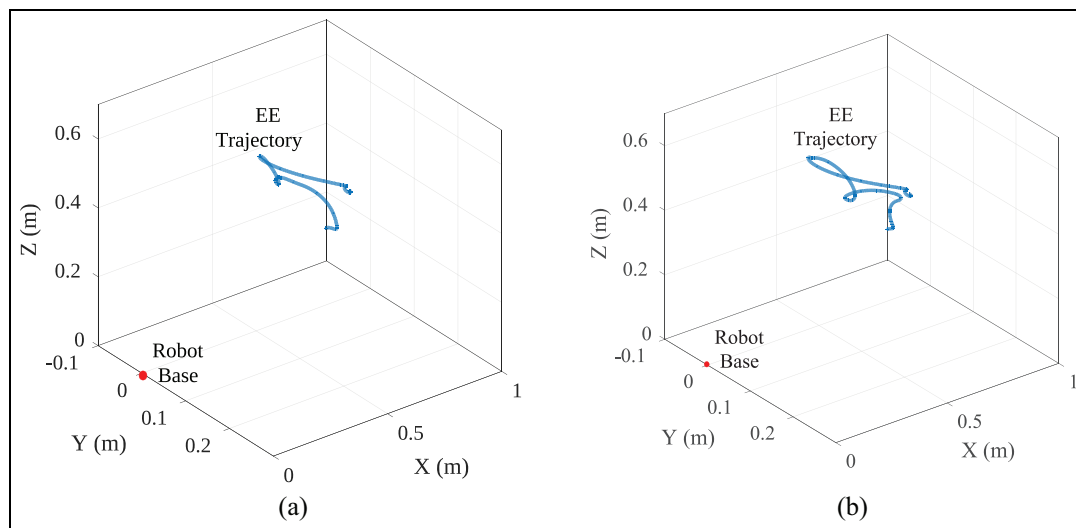 EE
Trajectory
0.6
0.4
0.2
0
Z (m)
-0.1
0
0.1
0.2
Y (m)
Robot
Base
0
0.5
1
X (m)
(a)
EE
Trajectory
0.6
0.4
0.2
0
Z (m)
-0.1
0
0.1
0.2
Y (m)
Robot
Base
0
0.5
1
X (m)
(b)